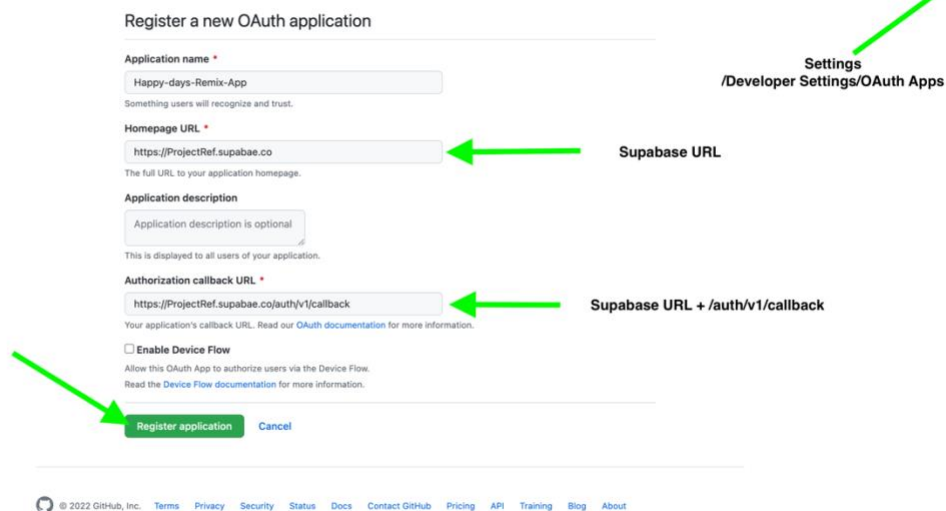 Register a new OAuth application
Settings
/Developer Settings/OAuth Apps
Application name *
Happy-days-Remix-App
Something users will recognize and trust.
Homepage URL *
https://ProjectRef.supabae.co
Supabase URL
The full URL to your application homepage.
Application description
Application description is optional
This is displayed to all users of your application.
Authorization callback URL *
https://ProjectRef.supabae.co/auth/v1/callback
Supabase URL + /auth/v1/callback
Your application's callback URL. Read our OAuth documentation for more information.
Enable Device Flow
Allow this OAuth App to authorize users via the Device Flow.
Read the Device Flow documentation for more information.
Register application Cancel
© 2022 GitHub, Inc. Terms Privacy Security Status Docs Contact GitHub Pricing API Training Blog About